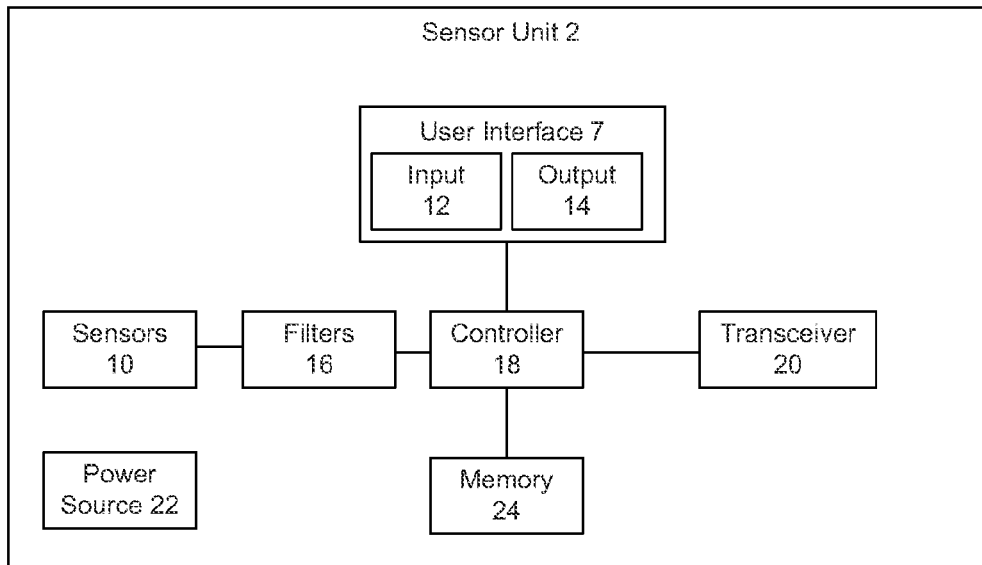 Sensor Unit 2
User Interface 7
Input
12
Output
14
Sensors
10
Filters
16
Controller
18
Transceiver
20
Power
Source 22
Memory
24